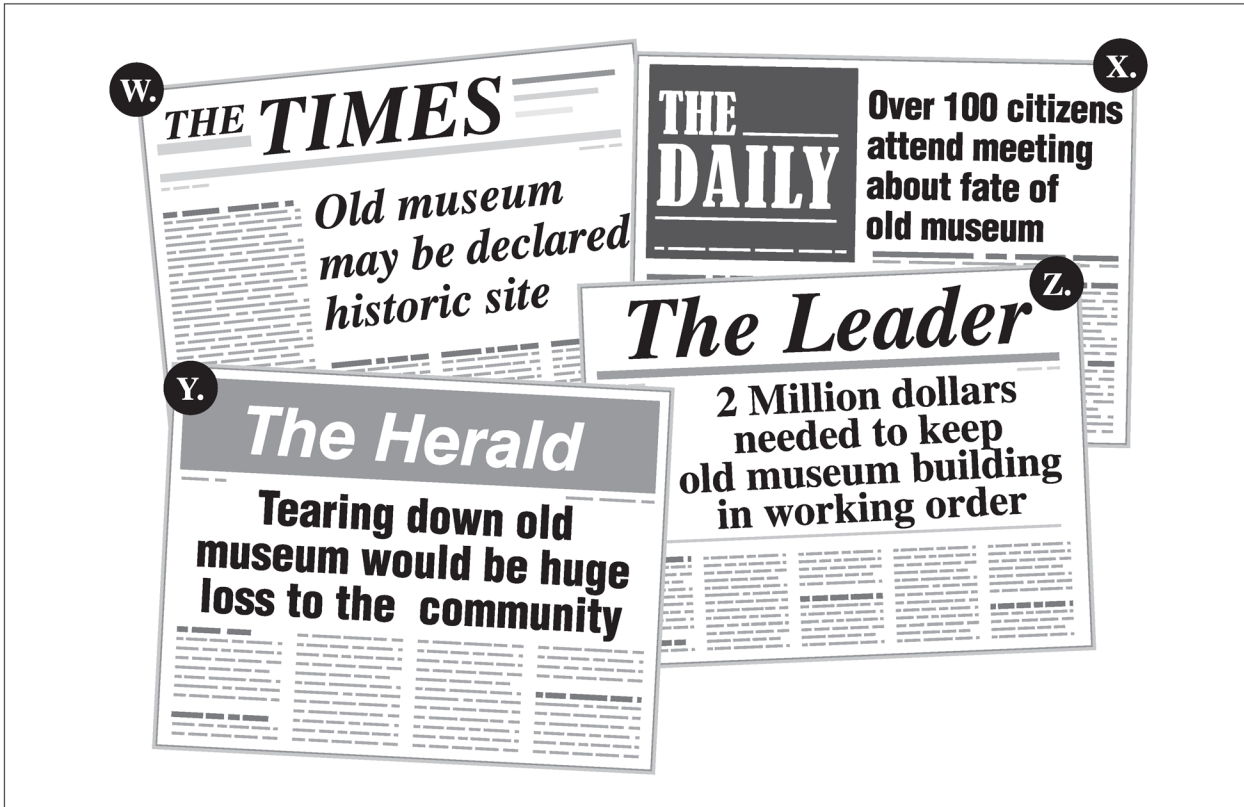 W.
THE TIMES
Old museum
may be declared
historic site
X.
THE
DAILY
Over 100 citizens
attend meeting
about fate of
old museum
Y.
The Herald
Tearing down old
museum would be huge
loss to the community
Z.
The Leader
2 Million dollars
needed to keep
old museum building
in working order